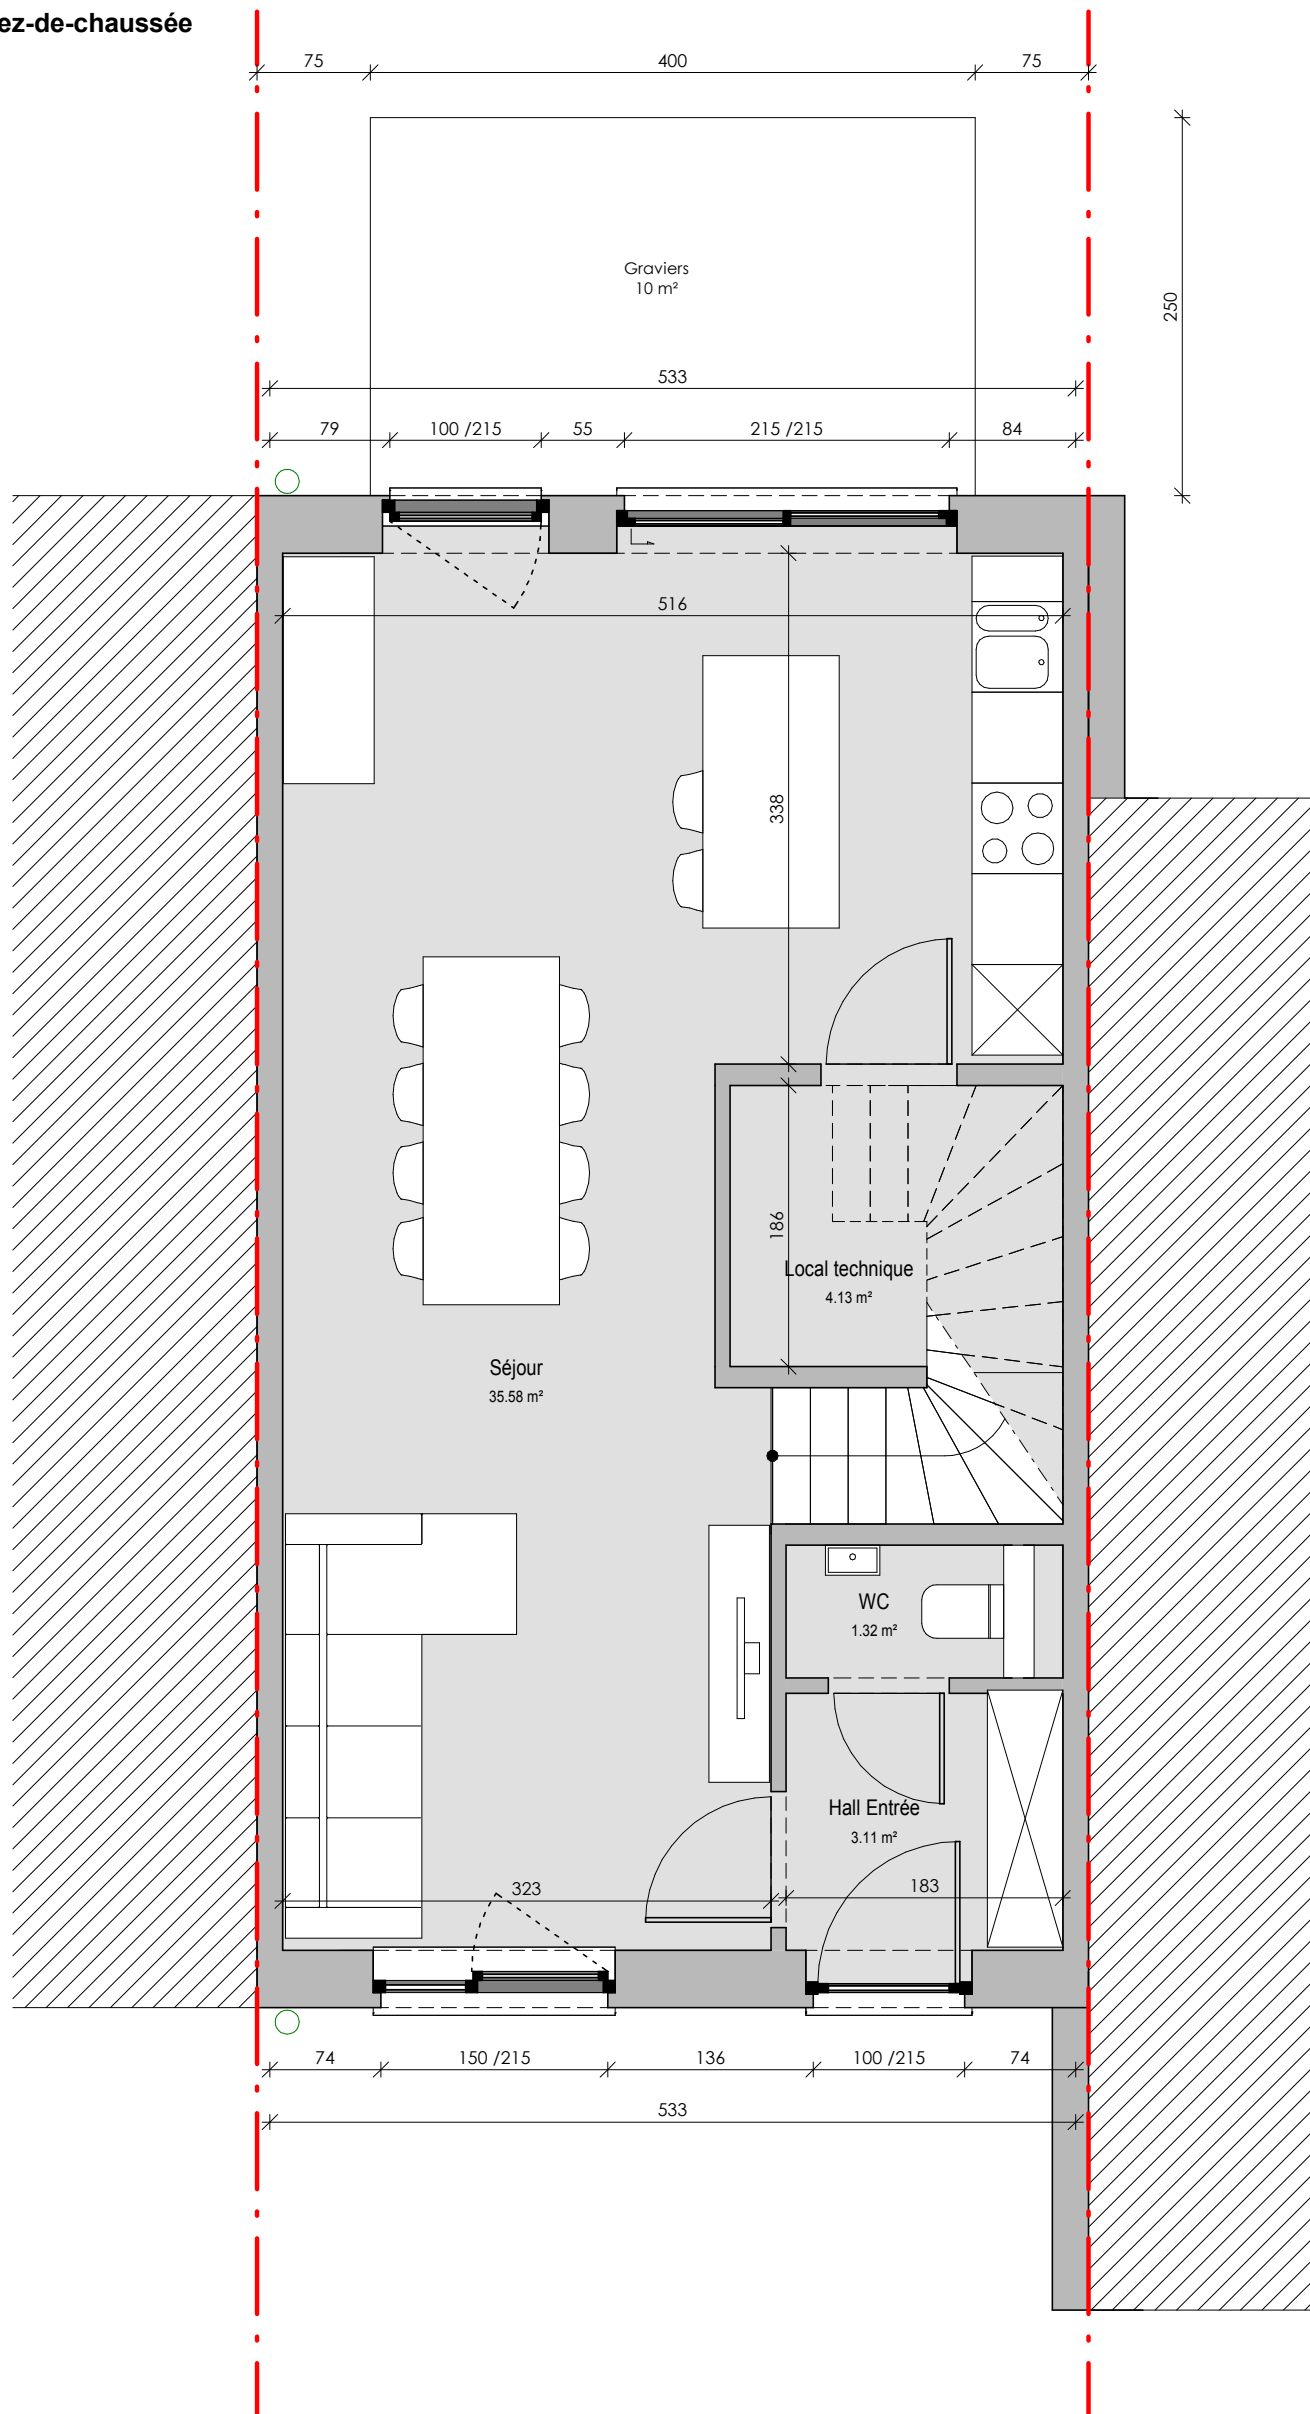 ez-de-chaussée
75 400 75
Graviers
10 m²
250
533
79 100 /215 55 215 /215 84
516
338
186
Local technique
4.13 m²
Séjour
35.58 m²
WC
1.32 m²
Hall Entrée
3.11 m²
323 183
74 150 /215 136 100 /215 74
533